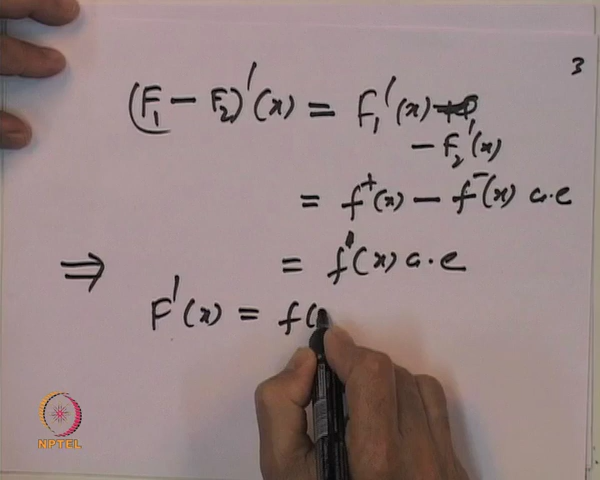 3
(F₁ − F₂)′(x) = F₁′(x)
− F₂′(x)
= f⁺(x) − f⁻(x) a.e
⇒ = f(x) a.e
F′(x) = f(
NPTEL